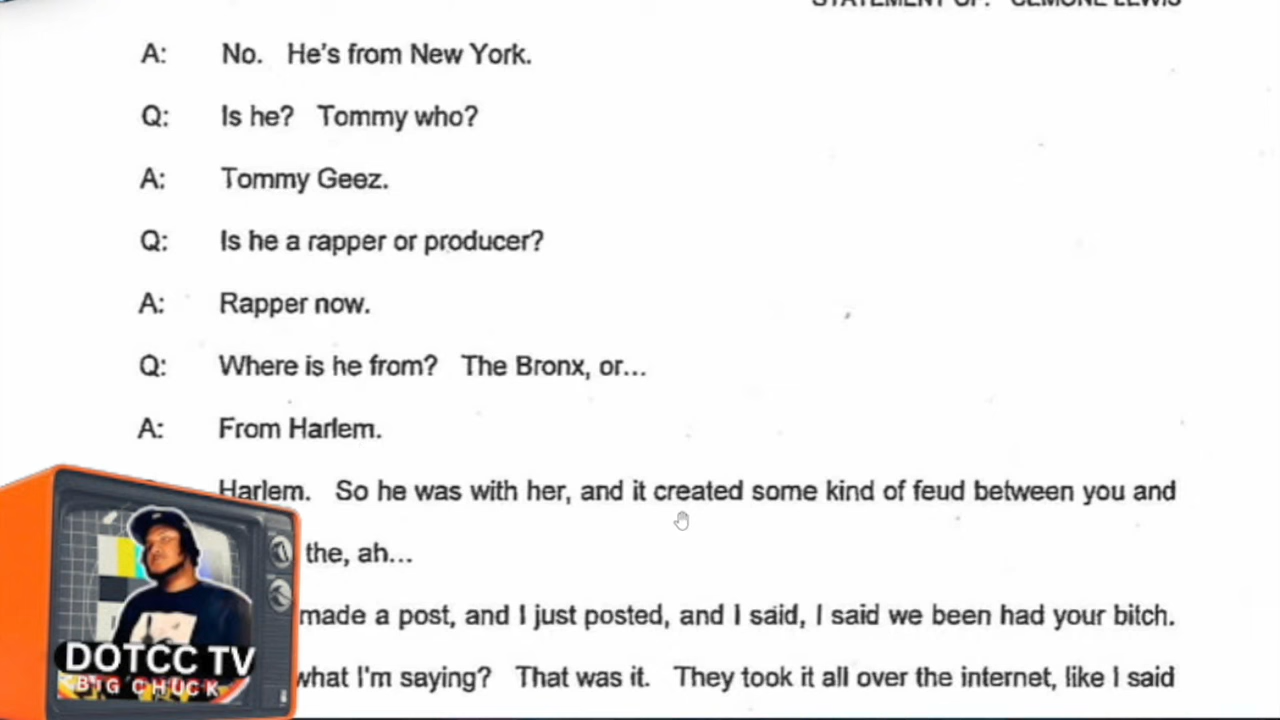 STATEMENT OF: GEMONE LEWIS
A: No. He's from New York.
Q: Is he? Tommy who?
A: Tommy Geez.
Q: Is he a rapper or producer?
A: Rapper now.
Q: Where is he from? The Bronx, or...
A: From Harlem.
Harlem. So he was with her, and it created some kind of feud between you and
the, ah...
made a post, and I just posted, and I said, I said we been had your bitch.
what I'm saying? That was it. They took it all over the internet, like I said
DOTCC TV
BIG CHUCK